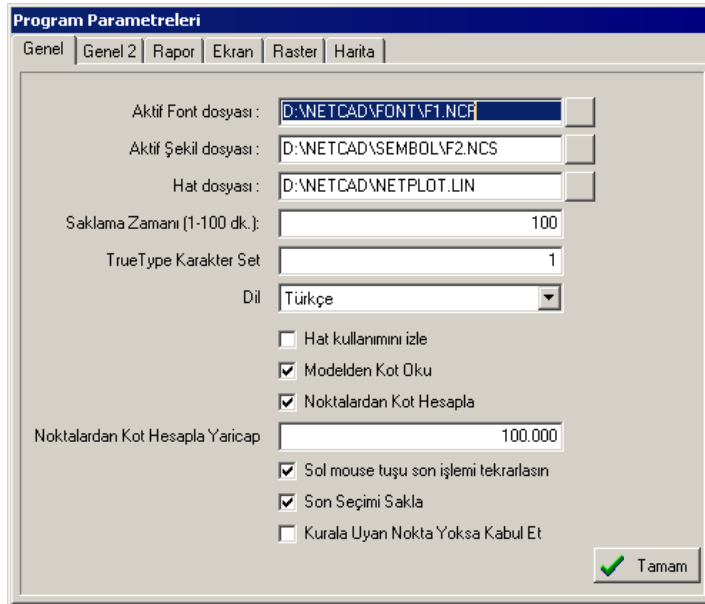 Program Parametreleri
Genel Genel 2 Rapor Ekran Raster Harita
Aktif Font dosyası : D:\NETCAD\FONT\F1.NCF
Aktif Şekil dosyası : D:\NETCAD\SEMBOL\F2.NCS
Hat dosyası : D:\NETCAD\NETPLOT.LIN
Saklama Zamanı (1-100 dk.): 100
TrueType Karakter Set 1
Dil Türkçe
Hat kullanımını izle
Modelden Kot Oku
Noktalardan Kot Hesapla
Noktalardan Kot Hesapla Yaricap 100.000
Sol mouse tuşu son işlemi tekrarlasın
Son Seçimi Sakla
Kurala Uyan Nokta Yoksa Kabul Et
Tamam